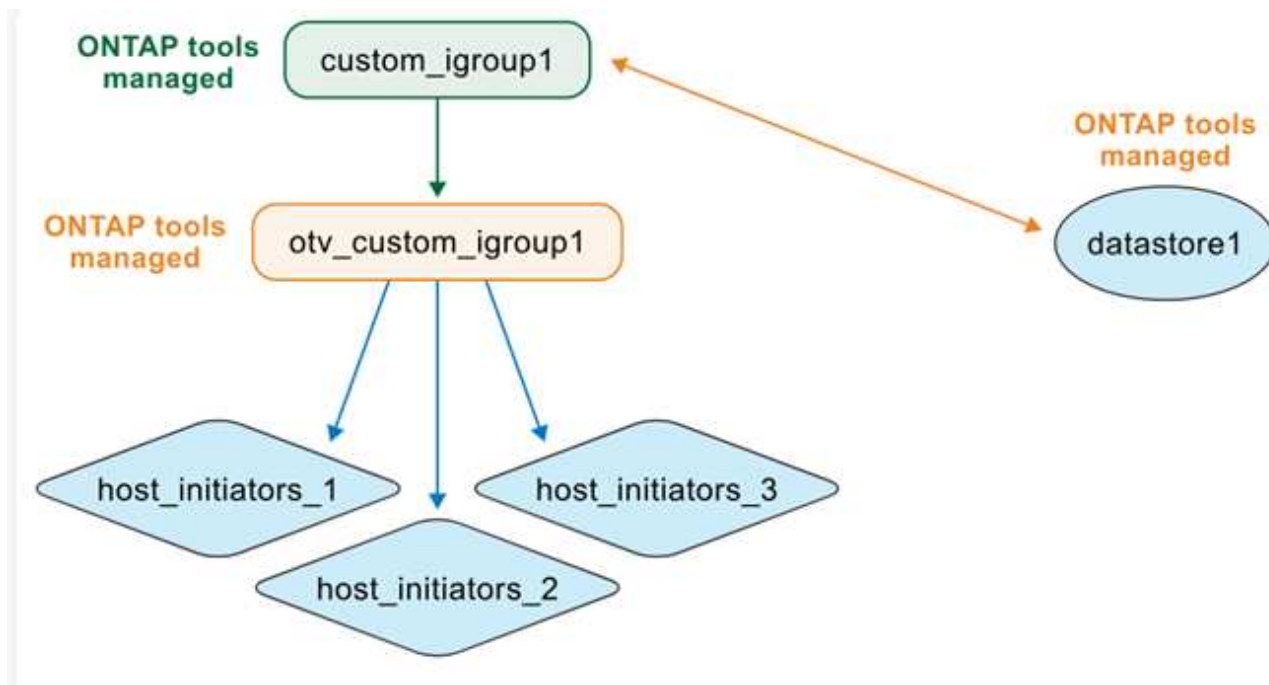 ONTAP tools
managed
custom_igroup1
ONTAP tools
managed
datastore1
ONTAP tools
managed
otv_custom_igroup1
host_initiators_1
host_initiators_3
host_initiators_2